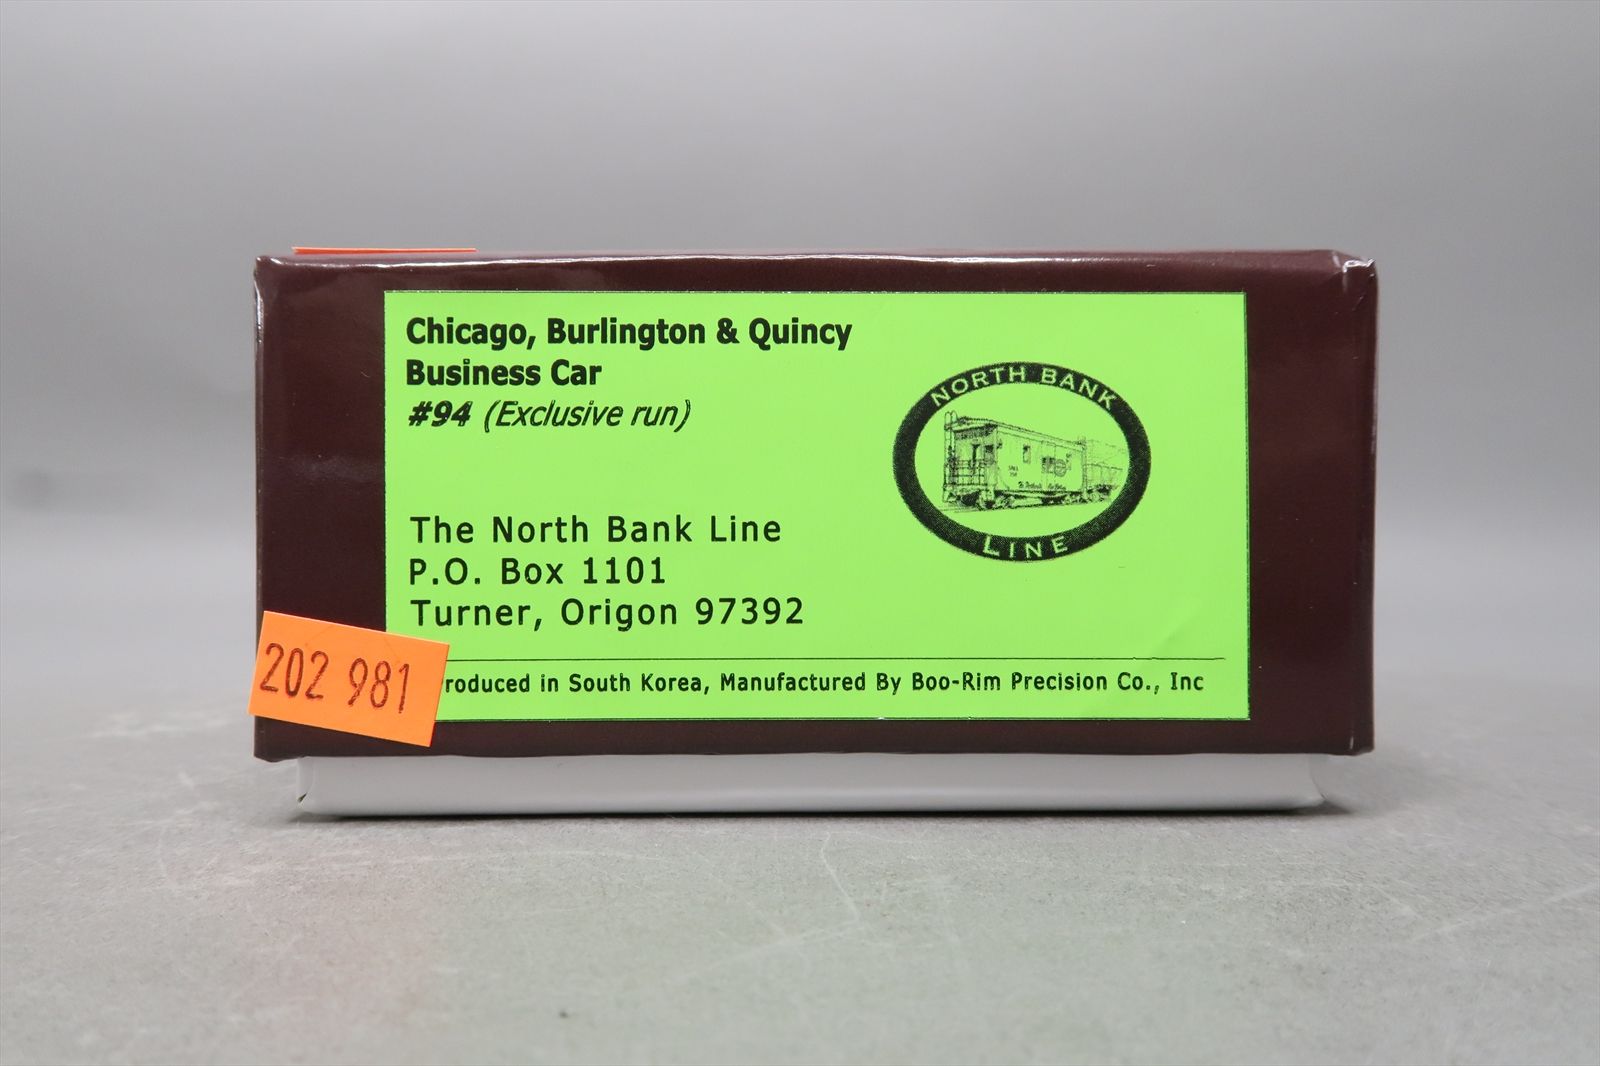 Chicago, Burlington & Quincy
Business Car
#94 (Exclusive run)
NORTH BANK
LINE
The North Bank Line
P.O. Box 1101
Turner, Origon 97392
202 981
roduced in South Korea, Manufactured By Boo-Rim Precision Co., Inc